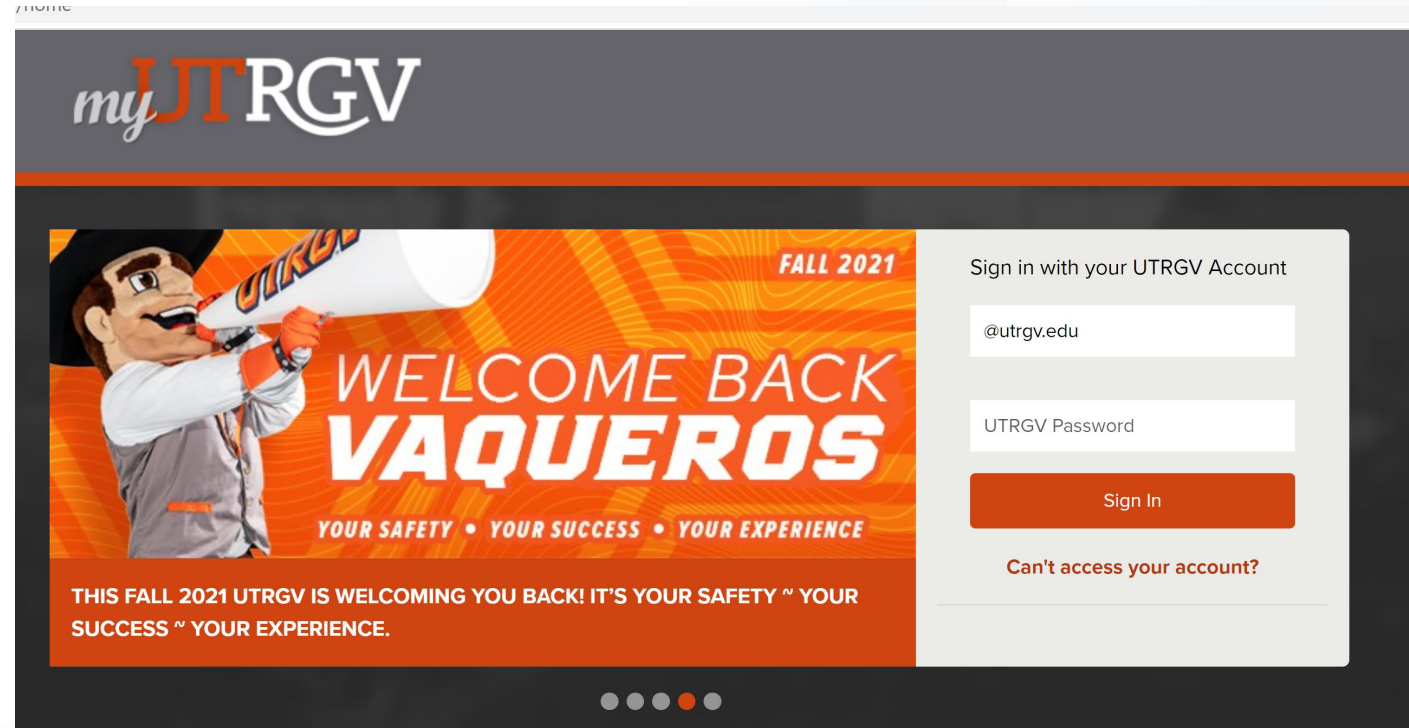 /home
myUTRGV
UTRGV
FALL 2021
WELCOME BACK
VAQUEROS
YOUR SAFETY • YOUR SUCCESS • YOUR EXPERIENCE
THIS FALL 2021 UTRGV IS WELCOMING YOU BACK! IT'S YOUR SAFETY ~ YOUR
SUCCESS ~ YOUR EXPERIENCE.
Sign in with your UTRGV Account
@utrgv.edu
UTRGV Password
Sign In
Can't access your account?